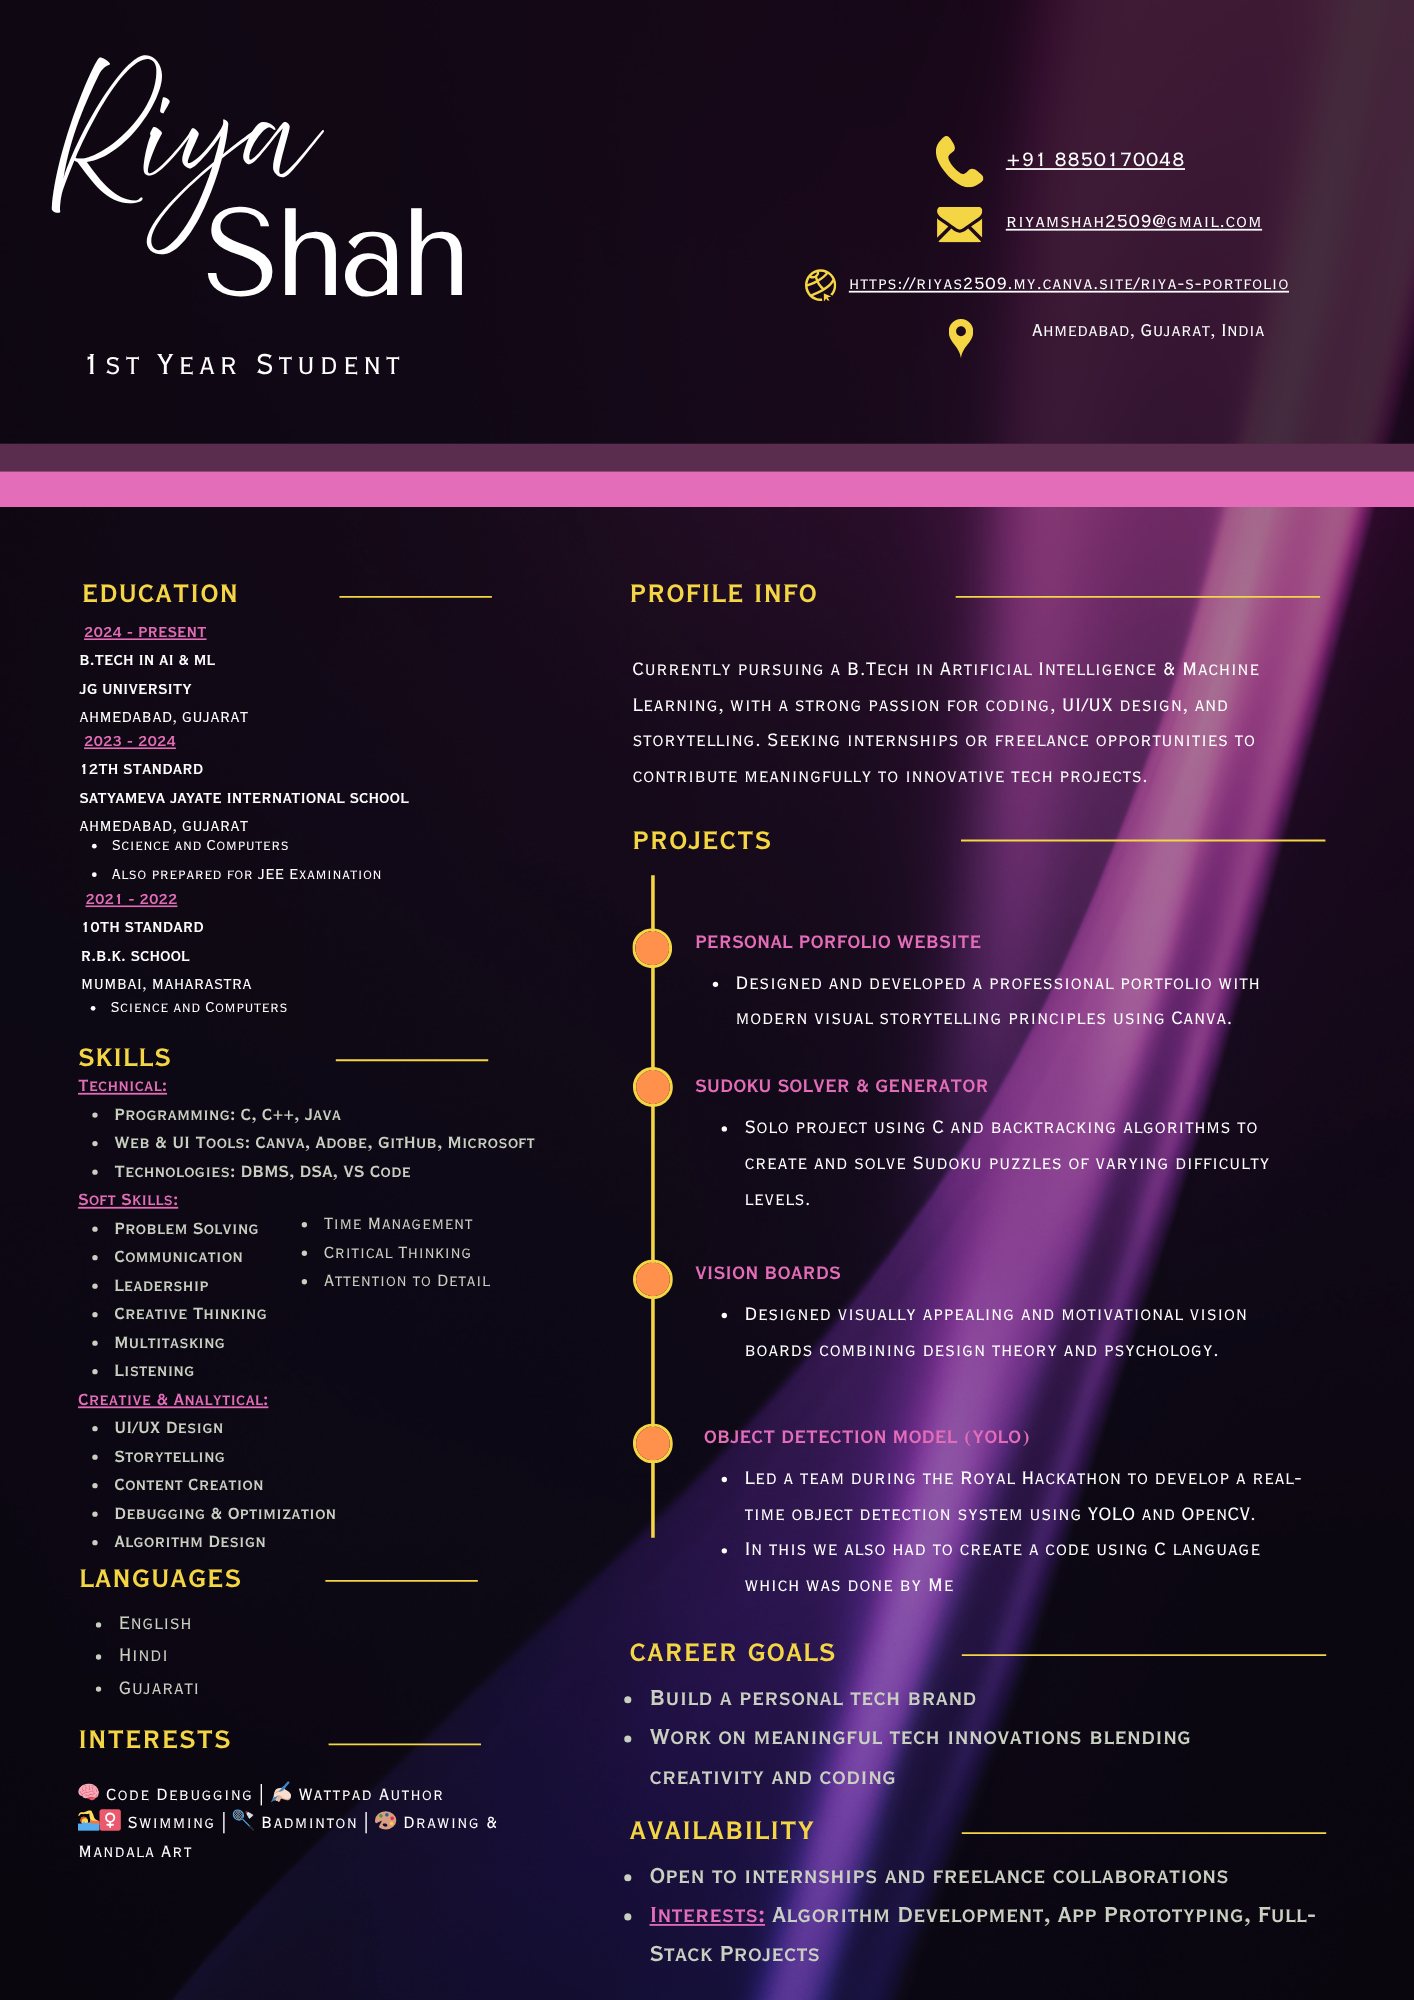 Riya
Shah
1st Year Student
+91 8850170048
riyamshah2509@gmail.com
https://riyas2509.my.canva.site/riya-s-portfolio
Ahmedabad, Gujarat, India
EDUCATION
2024 - PRESENT
B.TECH IN AI & ML
JG UNIVERSITY
AHMEDABAD, GUJARAT
2023 - 2024
12TH STANDARD
SATYAMEVA JAYATE INTERNATIONAL SCHOOL
AHMEDABAD, GUJARAT
• Science and Computers
• Also prepared for JEE Examination
2021 - 2022
10TH STANDARD
R.B.K. SCHOOL
MUMBAI, MAHARASTRA
• Science and Computers
SKILLS
Technical:
• Programming: C, C++, Java
• Web & UI Tools: Canva, Adobe, GitHub, Microsoft
• Technologies: DBMS, DSA, VS Code
Soft Skills:
• Problem Solving
• Communication
• Leadership
• Creative Thinking
• Multitasking
• Listening
• Time Management
• Critical Thinking
• Attention to Detail
Creative & Analytical:
• UI/UX Design
• Storytelling
• Content Creation
• Debugging & Optimization
• Algorithm Design
LANGUAGES
• English
• Hindi
• Gujarati
INTERESTS
🧠 Code Debugging | ✍🏻 Wattpad Author
🏊♀ Swimming | 🏸 Badminton | 🎨 Drawing &
Mandala Art
PROFILE INFO
Currently pursuing a B.Tech in Artificial Intelligence & Machine
Learning, with a strong passion for coding, UI/UX design, and
storytelling. Seeking internships or freelance opportunities to
contribute meaningfully to innovative tech projects.
PROJECTS
PERSONAL PORFOLIO WEBSITE
• Designed and developed a professional portfolio with
modern visual storytelling principles using Canva.
SUDOKU SOLVER & GENERATOR
• Solo project using C and backtracking algorithms to
create and solve Sudoku puzzles of varying difficulty
levels.
VISION BOARDS
• Designed visually appealing and motivational vision
boards combining design theory and psychology.
OBJECT DETECTION MODEL (YOLO)
• Led a team during the Royal Hackathon to develop a real-
time object detection system using YOLO and OpenCV.
• In this we also had to create a code using C language
which was done by Me
CAREER GOALS
• Build a personal tech brand
• Work on meaningful tech innovations blending
creativity and coding
AVAILABILITY
• Open to internships and freelance collaborations
• Interests: Algorithm Development, App Prototyping, Full-
Stack Projects